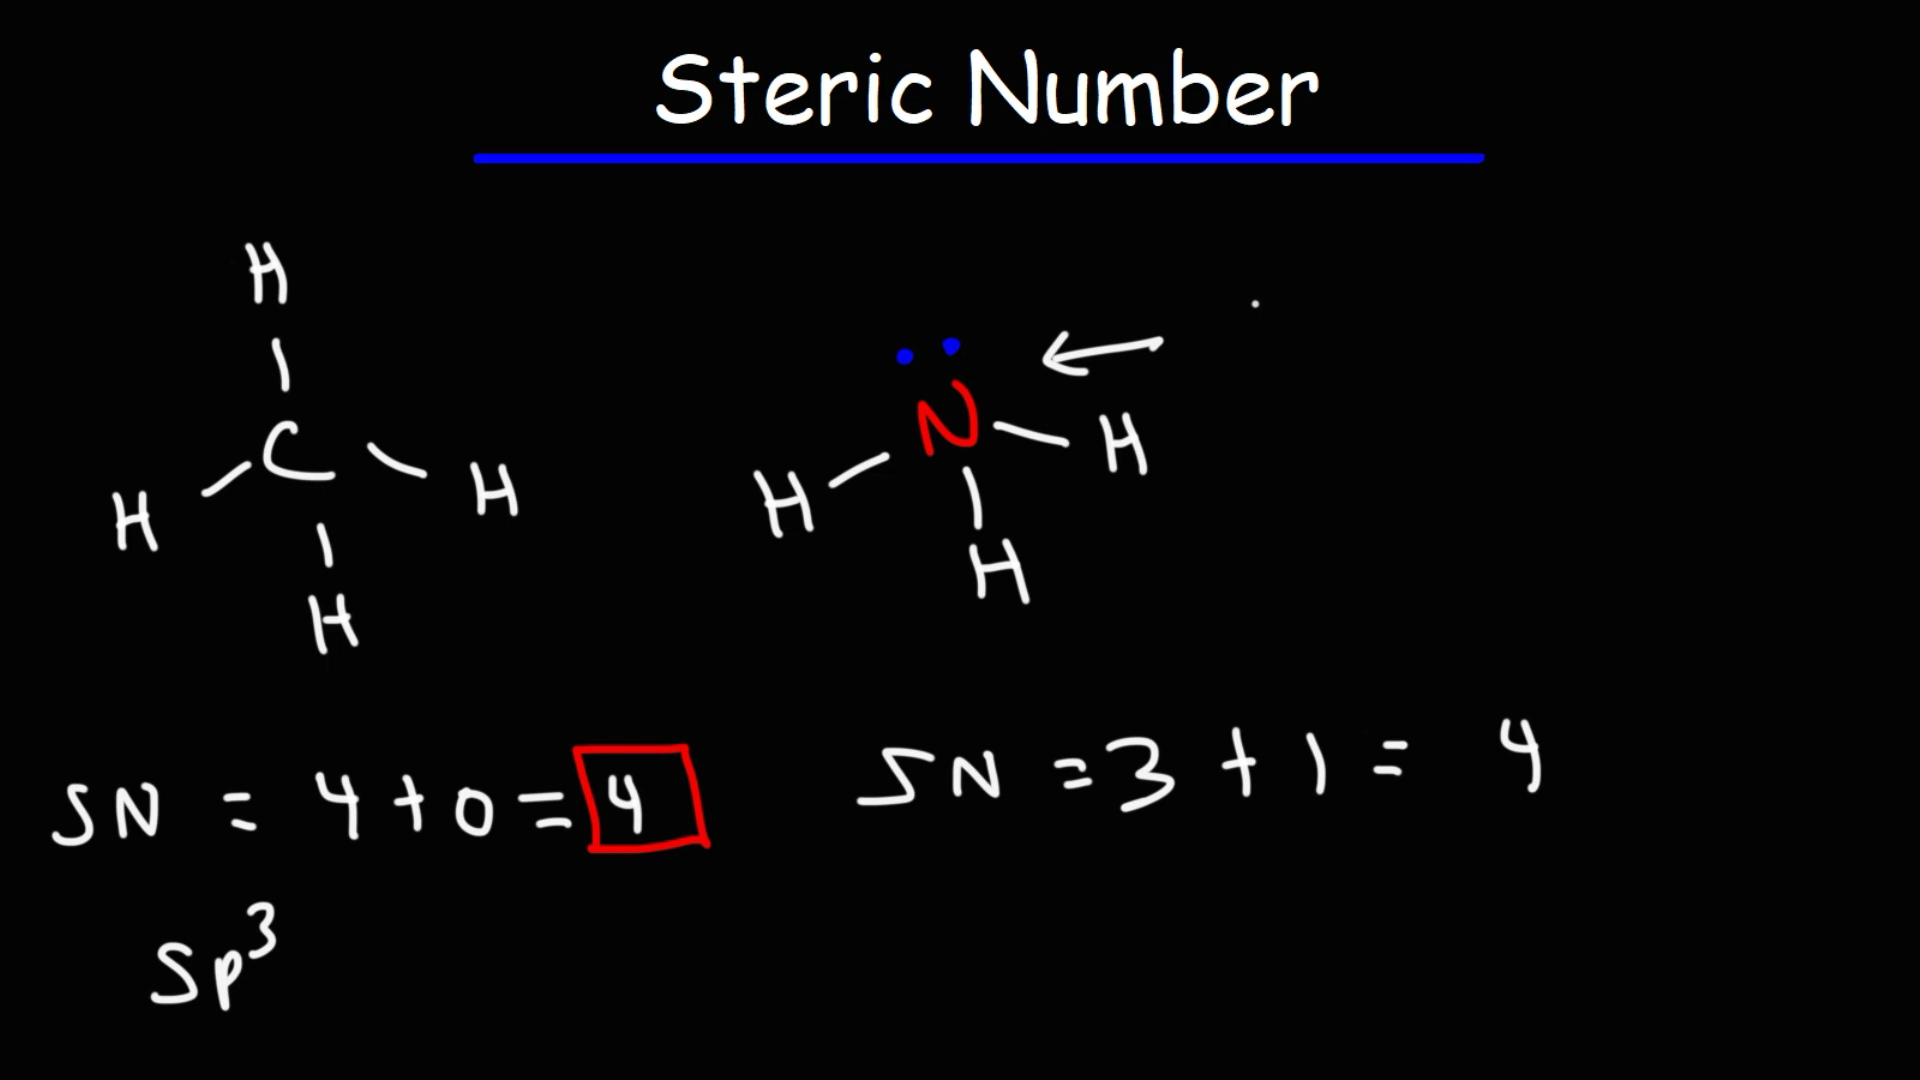 Steric Number
H
H C H
H
N H
H
H
SN = 4 + 0 = 4
SN = 3 + 1 = 4
Sp³